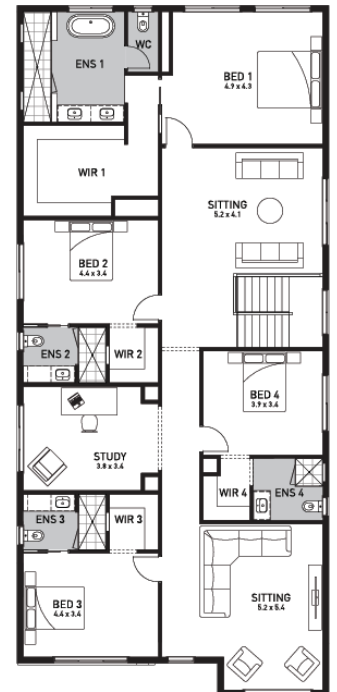 WC
ENS 1
BED 1
4.9 x 4.3
WIR 1
SITTING
5.2 x 4.1
BED 2
4.4 x 3.4
ENS 2
WIR 2
BED 4
3.9 x 3.4
STUDY
3.8 x 3.4
WIR 4
ENS 4
ENS 3
WIR 3
BED 3
4.4 x 3.4
SITTING
5.2 x 5.4